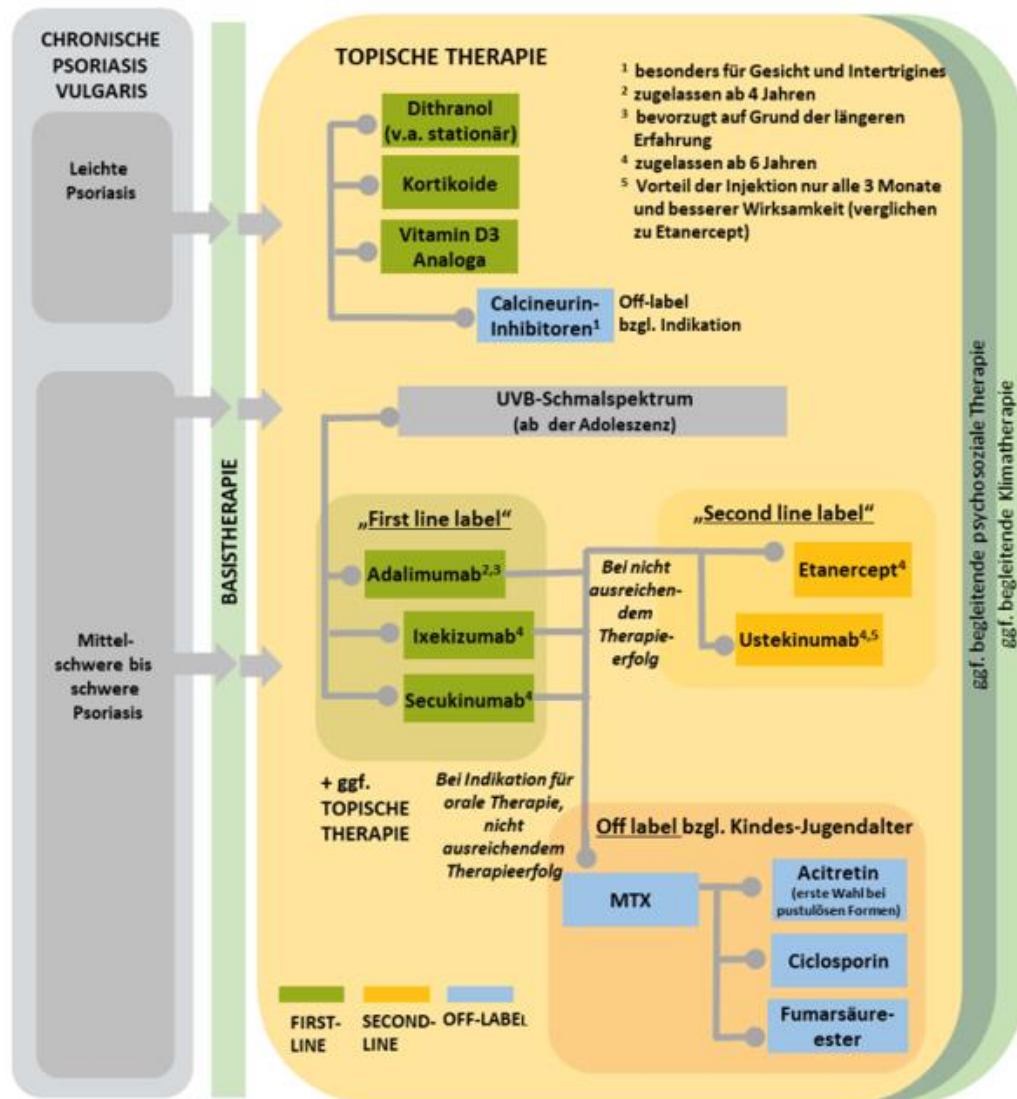 CHRONISCHE
PSORIASIS
VULGARIS
Leichte
Psoriasis
Mittel-
schwere bis
schwere
Psoriasis
BASISTHERAPIE
TOPISCHE THERAPIE
Dithranol
(v.a. stationär)
Kortikoide
Vitamin D3
Analoga
Calcineurin-
Inhibitoren¹
Off-label
bzgl. Indikation
¹ besonders für Gesicht und Intertrigines
² zugelassen ab 4 Jahren
³ bevorzugt auf Grund der längeren
Erfahrung
⁴ zugelassen ab 6 Jahren
⁵ Vorteil der Injektion nur alle 3 Monate
und besserer Wirksamkeit (verglichen
zu Etanercept)
UVB-Schmalspektrum
(ab der Adoleszenz)
„First line label“
Adalimumab²,³
Ixekizumab⁴
Secukinumab⁴
Bei nicht
ausreichen-
dem
Therapie-
erfolg
„Second line label“
Etanercept⁴
Ustekinumab⁴,⁵
+ ggf.
TOPISCHE
THERAPIE
Bei Indikation für
orale Therapie,
nicht
ausreichendem
Therapieerfolg
Off label bzgl. Kindes-Jugendalter
MTX
Acitretin
(erste Wahl bei
pustulösen Formen)
Ciclosporin
Fumarsäure-
ester
FIRST-
LINE
SECOND-
LINE
OFF-LABEL
ggf. begleitende psychosoziale Therapie
ggf. begleitende Klimatherapie